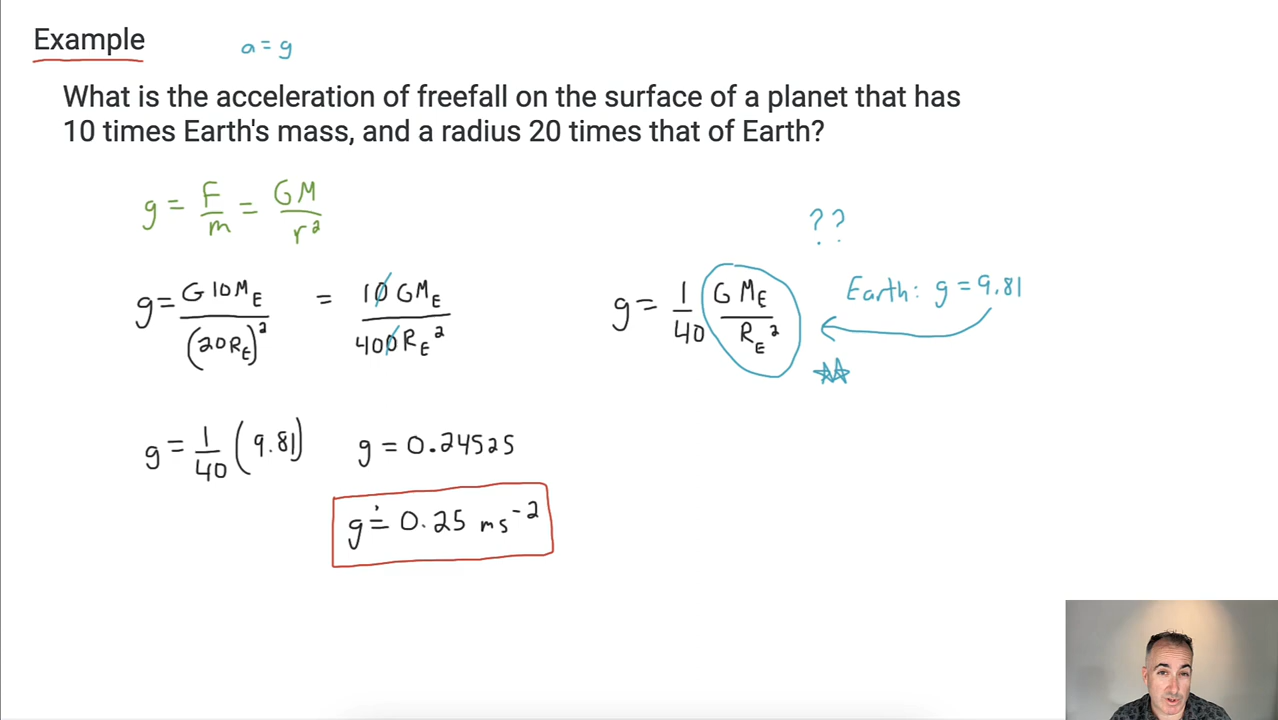 Example
a = g
What is the acceleration of freefall on the surface of a planet that has
10 times Earth's mass, and a radius 20 times that of Earth?
g = F/m = GM/r²
? ?
g = G10M_E/(20R_E)² = 10GM_E/400R_E²
g = 1/40 GM_E/R_E²
Earth: g = 9.81
g = 1/40 (9.81)
g = 0.24525
g ≐ 0.25 ms⁻²